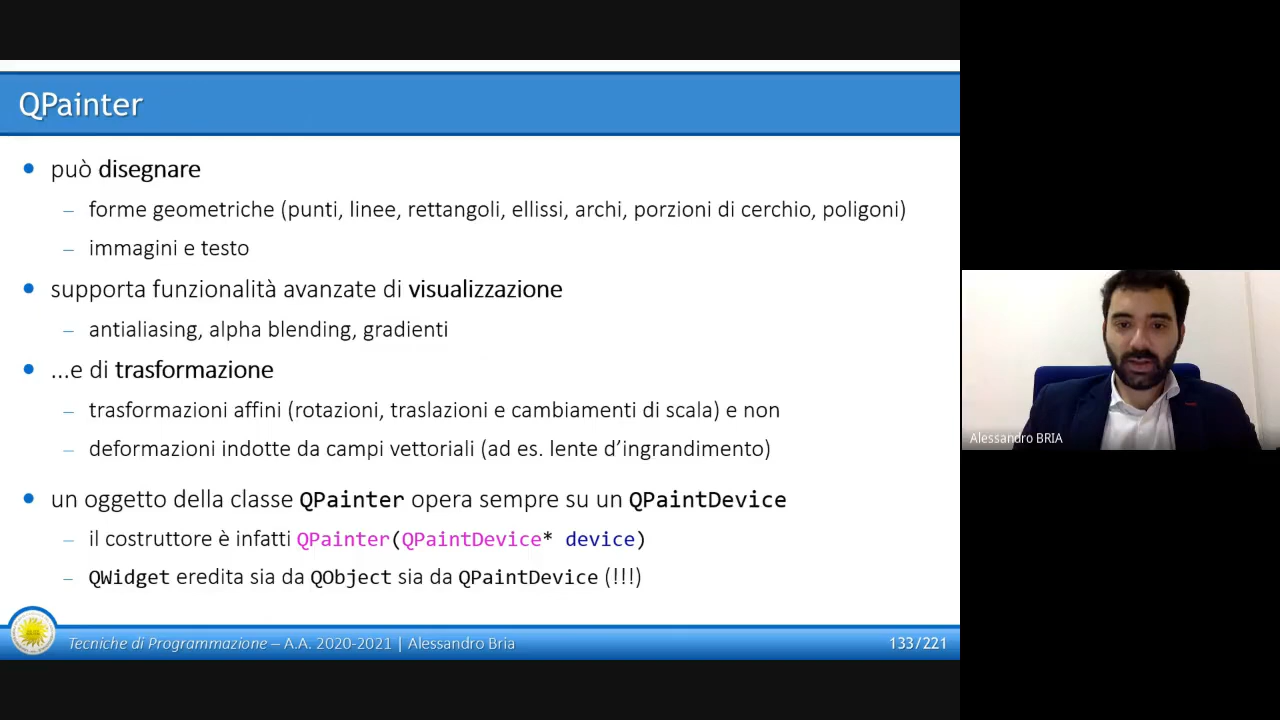 QPainter
• può disegnare
– forme geometriche (punti, linee, rettangoli, ellissi, archi, porzioni di cerchio, poligoni)
– immagini e testo
• supporta funzionalità avanzate di visualizzazione
– antialiasing, alpha blending, gradienti
• ...e di trasformazione
– trasformazioni affini (rotazioni, traslazioni e cambiamenti di scala) e non
– deformazioni indotte da campi vettoriali (ad es. lente d'ingrandimento)
• un oggetto della classe QPainter opera sempre su un QPaintDevice
– il costruttore è infatti QPainter(QPaintDevice* device)
– QWidget eredita sia da QObject sia da QPaintDevice (!!!)
Tecniche di Programmazione – A.A. 2020-2021 | Alessandro Bria
133/221
Alessandro BRIA